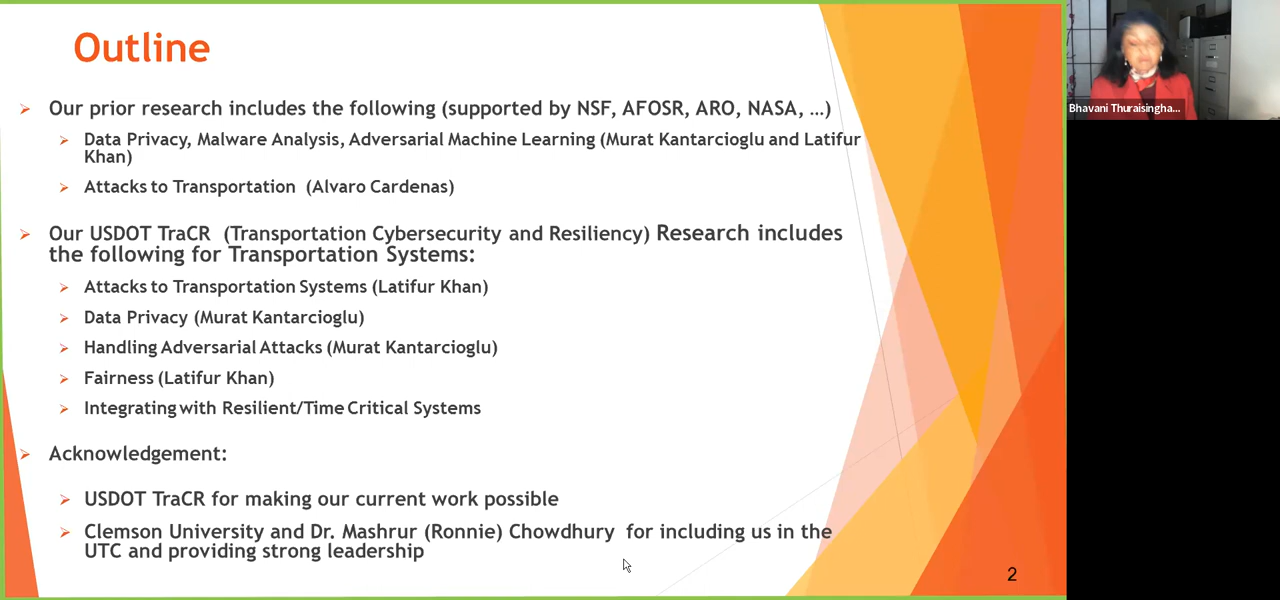 Outline
Our prior research includes the following (supported by NSF, AFOSR, ARO, NASA, …)
Data Privacy, Malware Analysis, Adversarial Machine Learning (Murat Kantarcioglu and Latifur
Khan)
Attacks to Transportation (Alvaro Cardenas)
Our USDOT TraCR (Transportation Cybersecurity and Resiliency) Research includes
the following for Transportation Systems:
Attacks to Transportation Systems (Latifur Khan)
Data Privacy (Murat Kantarcioglu)
Handling Adversarial Attacks (Murat Kantarcioglu)
Fairness (Latifur Khan)
Integrating with Resilient/Time Critical Systems
Acknowledgement:
USDOT TraCR for making our current work possible
Clemson University and Dr. Mashrur (Ronnie) Chowdhury for including us in the
UTC and providing strong leadership
2
Bhavani Thuraisingha...